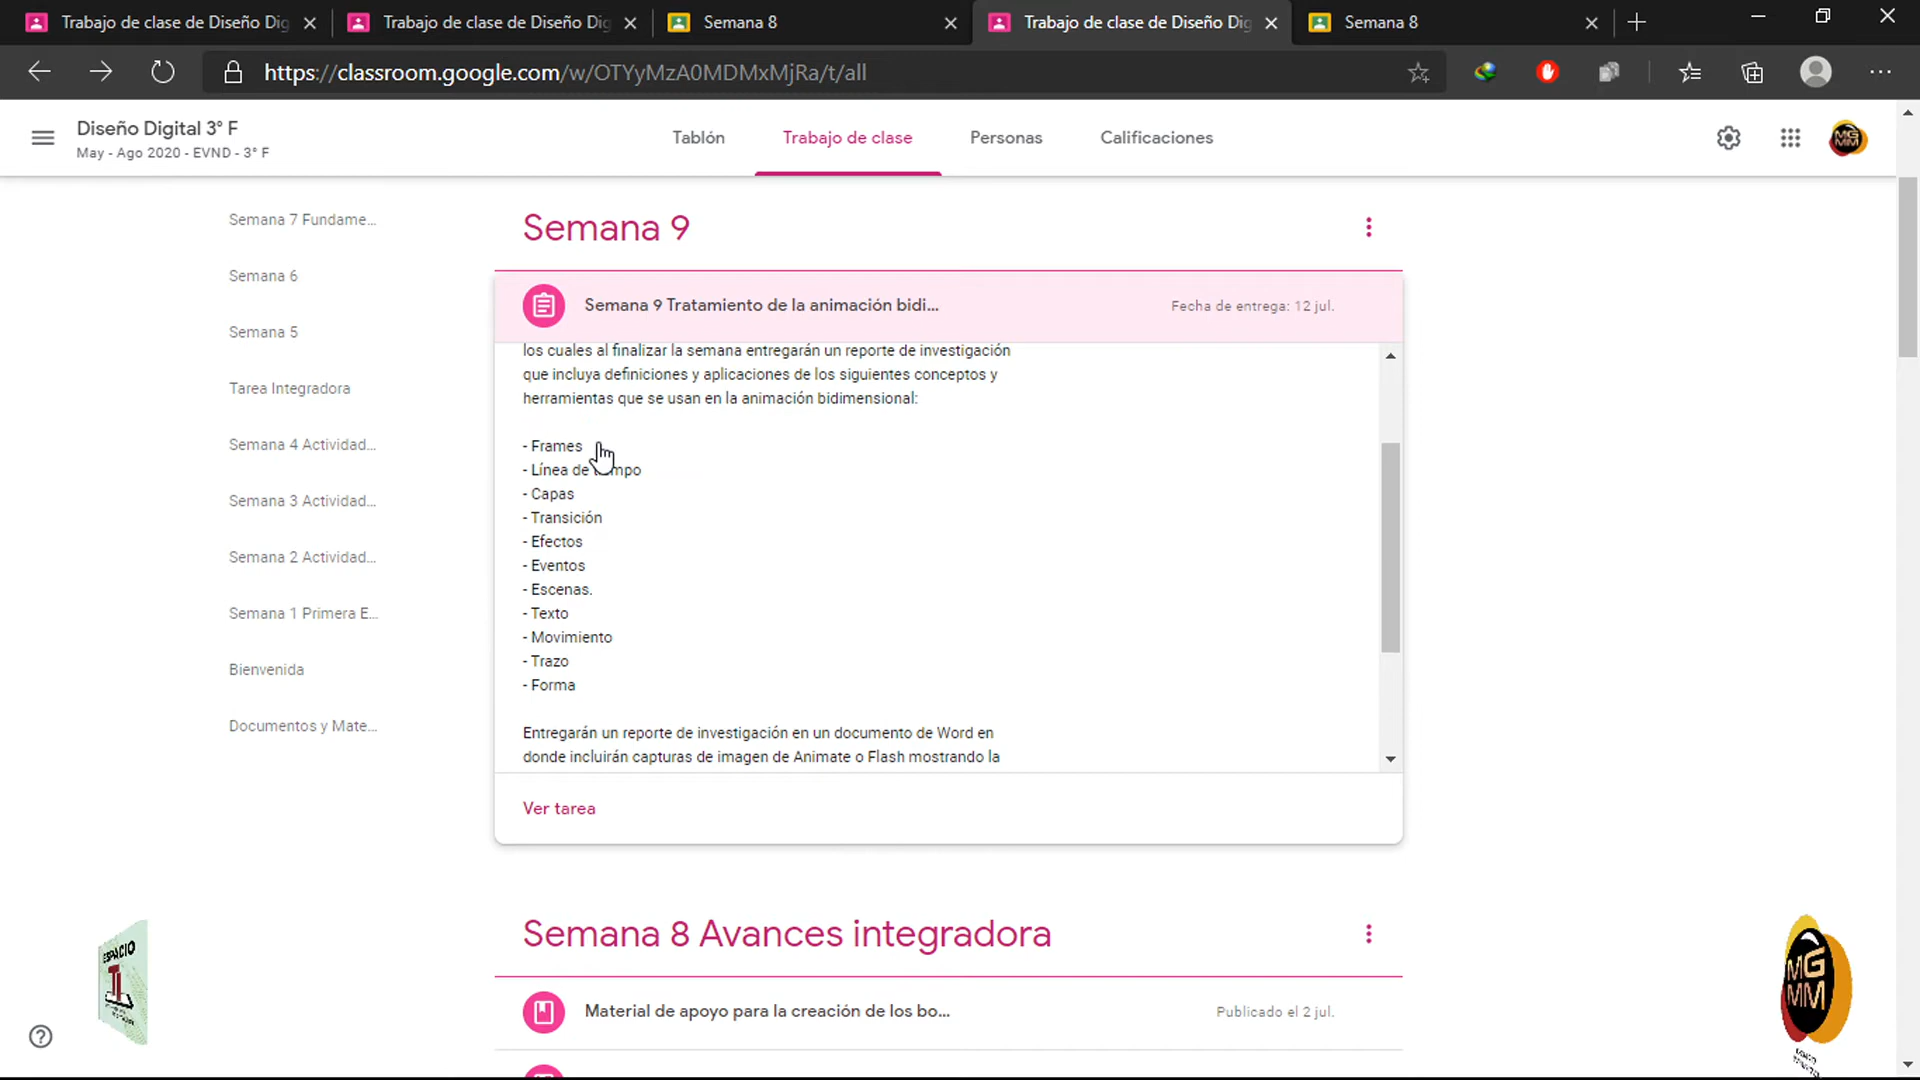 Trabajo de clase de Diseño Dig
Trabajo de clase de Diseño Dig
Semana 8
Trabajo de clase de Diseño Dig
Semana 8
https://classroom.google.com/w/OTYyMzA0MDMxMjRa/t/all
Diseño Digital 3° F
May - Ago 2020 - EVND - 3° F
Tablón
Trabajo de clase
Personas
Calificaciones
MG
MM
Semana 7 Fundame...
Semana 6
Semana 5
Tarea Integradora
Semana 4 Actividad...
Semana 3 Actividad...
Semana 2 Actividad...
Semana 1 Primera E...
Bienvenida
Documentos y Mate...
Semana 9
Semana 9 Tratamiento de la animación bidi...
Fecha de entrega: 12 jul.
los cuales al finalizar la semana entregarán un reporte de investigación
que incluya definiciones y aplicaciones de los siguientes conceptos y
herramientas que se usan en la animación bidimensional:
- Frames
- Línea de tiempo
- Capas
- Transición
- Efectos
- Eventos
- Escenas.
- Texto
- Movimiento
- Trazo
- Forma
Entregarán un reporte de investigación en un documento de Word en
donde incluirán capturas de imagen de Animate o Flash mostrando la
Ver tarea
Semana 8 Avances integradora
Material de apoyo para la creación de los bo...
Publicado el 2 jul.
ESPACIO
MG
MM